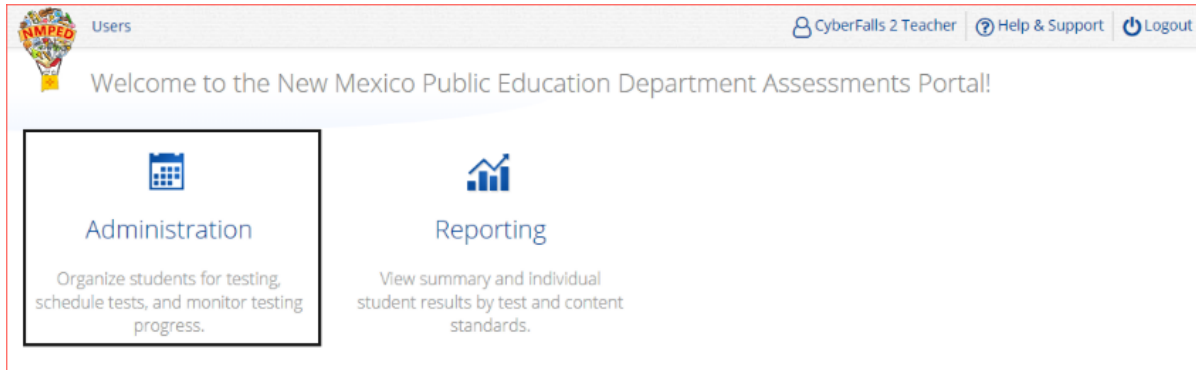 NMPED
Users
CyberFalls 2 Teacher
Help & Support
Logout
Welcome to the New Mexico Public Education Department Assessments Portal!
Administration
Organize students for testing,
schedule tests, and monitor testing
progress.
Reporting
View summary and individual
student results by test and content
standards.